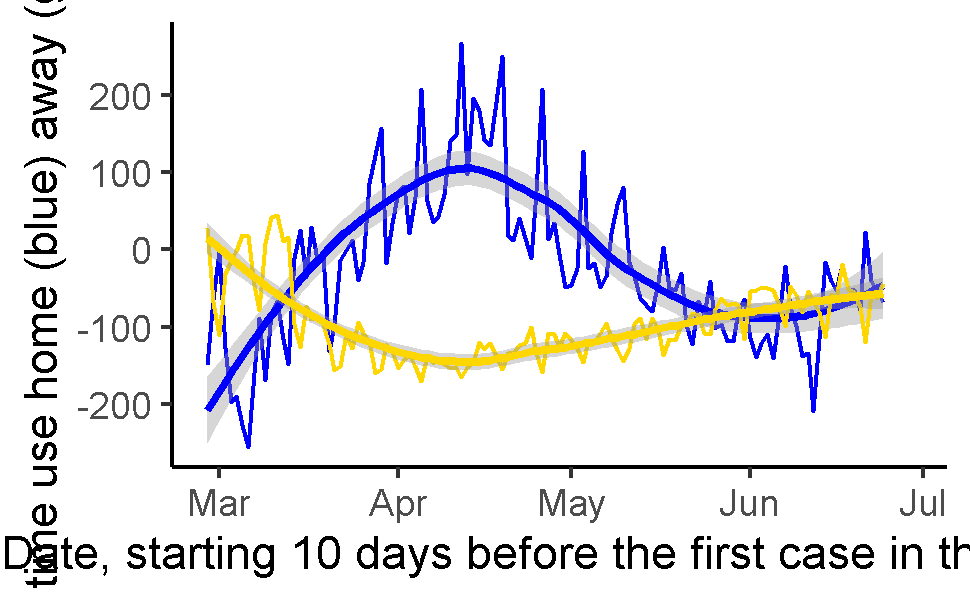 time use home (blue) away (
200
100
0
-100
-200
Mar Apr May Jun Jul
Date, starting 10 days before the first case in